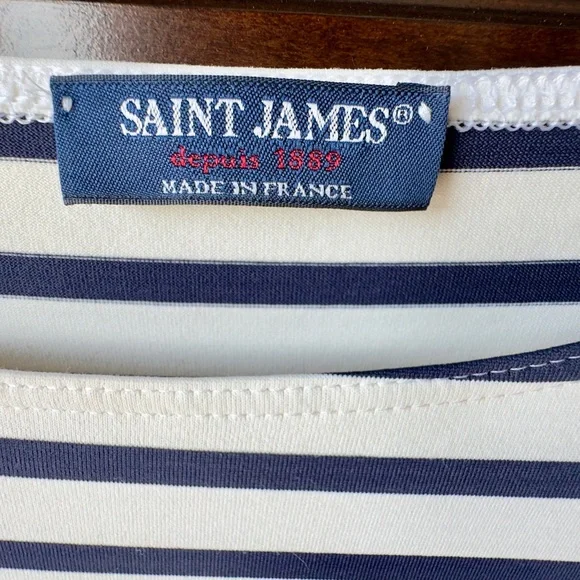 SAINT JAMES®
depuis 1889
MADE IN FRANCE